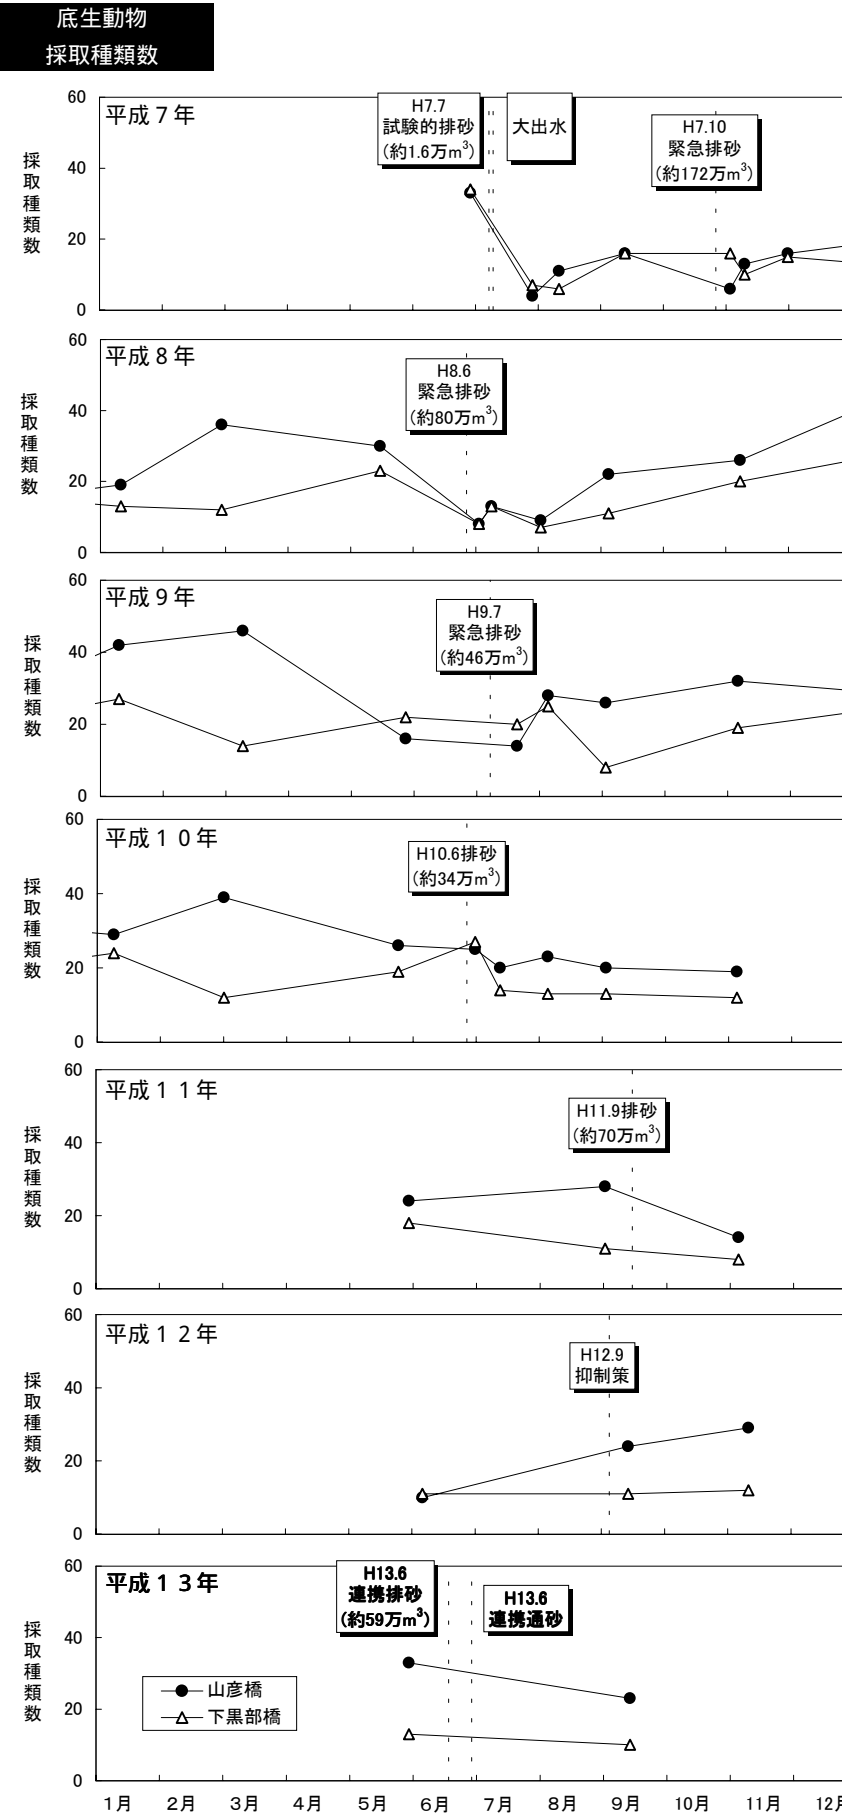 底生動物
採取種類数
平成７年
H7.7
試験的排砂
(約1.6万m³)
大出水
H7.10
緊急排砂
(約172万m³)
採取種類数
60
40
20
0
平成８年
H8.6
緊急排砂
(約80万m³)
採取種類数
60
40
20
0
平成９年
H9.7
緊急排砂
(約46万m³)
採取種類数
60
40
20
0
平成１０年
H10.6排砂
(約34万m³)
採取種類数
60
40
20
0
平成１１年
H11.9排砂
(約70万m³)
採取種類数
60
40
20
0
平成１２年
H12.9
抑制策
採取種類数
60
40
20
0
平成１３年
H13.6
連携排砂
(約59万m³)
H13.6
連携通砂
採取種類数
60
40
20
0
山彦橋
下黒部橋
1月 2月 3月 4月 5月 6月 7月 8月 9月 10月 11月 12月